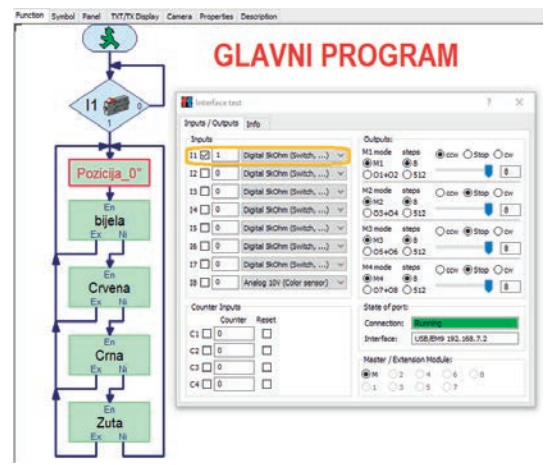 Function Symbol Panel TXT/TX Display Camera Properties Description
GLAVNI PROGRAM
I1 0
1
Pozicija_0°
En
bijela
Ex Ni
En
Crvena
Ex Ni
En
Crna
Ex Ni
En
Zuta
Ex Ni
Interface test ? ×
Inputs / Outputs Info
Inputs
I1 1 Digital 5kOhm (Switch, ...)
I2 0 Digital 5kOhm (Switch, ...)
I3 0 Digital 5kOhm (Switch, ...)
I4 0 Digital 5kOhm (Switch, ...)
I5 0 Digital 5kOhm (Switch, ...)
I6 0 Digital 5kOhm (Switch, ...)
I7 0 Digital 5kOhm (Switch, ...)
I8 0 Analog 10V (Color sensor)
Counter Inputs
Counter Reset
C1 0
C2 0
C3 0
C4 0
Outputs:
M1 mode steps
M1 8 ccw Stop cw
O1+O2 512 8
M2 mode steps
M2 8 ccw Stop cw
O3+O4 512 8
M3 mode steps
M3 8 ccw Stop cw
O5+O6 512 8
M4 mode steps
M4 8 ccw Stop cw
O7+O8 512 8
State of port:
Connection: Running
Interface: USB/EM9 192.168.7.2
Master / Extension Module:
M 2 4 6 8
1 3 5 7